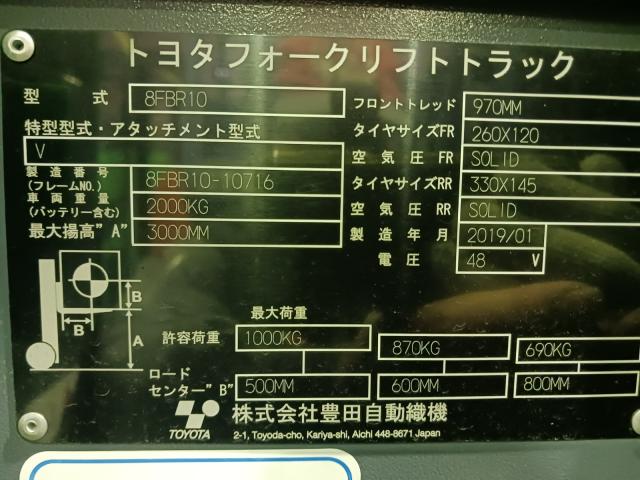 トヨタフォークリフトトラック
型 式 8FBR10
特型型式・アタッチメント型式
V
製造番号 (フレームNO.) 8FBR10-10716
車両重量 (バッテリー含む) 2000KG
最大揚高"A" 3000MM
フロントトレッド 970MM
タイヤサイズFR 260X120
空気圧 FR SOLID
タイヤサイズRR 330X145
空気圧 RR SOLID
製造年月 2019/01
電圧 48 V
B
B
A
最大荷重
許容荷重 1000KG 870KG 690KG
ロード
センター"B" 500MM 600MM 800MM
TOYOTA 株式会社豊田自動織機
2-1, Toyoda-cho, Kariya-shi, Aichi 448-8671 Japan